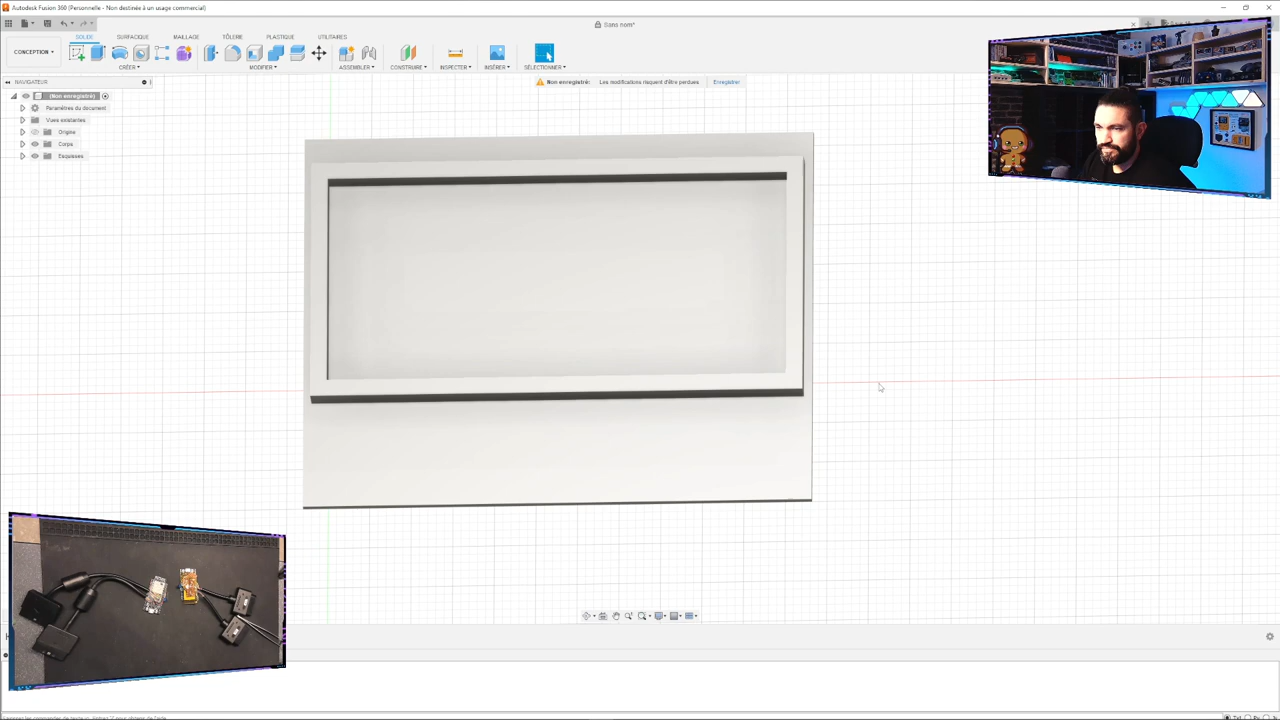 Autodesk Fusion 360 (Personnelle - Non destinée à un usage commercial)
Sans nom*
CONCEPTION
SOLIDE
SURFACIQUE
MAILLAGE
TÔLERIE
PLASTIQUE
UTILITAIRES
CRÉER
MODIFIER
ASSEMBLER
CONSTRUIRE
INSPECTER
INSÉRER
SÉLECTIONNER
NAVIGATEUR
Non enregistré:
Les modifications risquent d'être perdues
Enregistrer
(Non enregistré)
Paramètres du document
Vues existantes
Origine
Corps
Esquisses